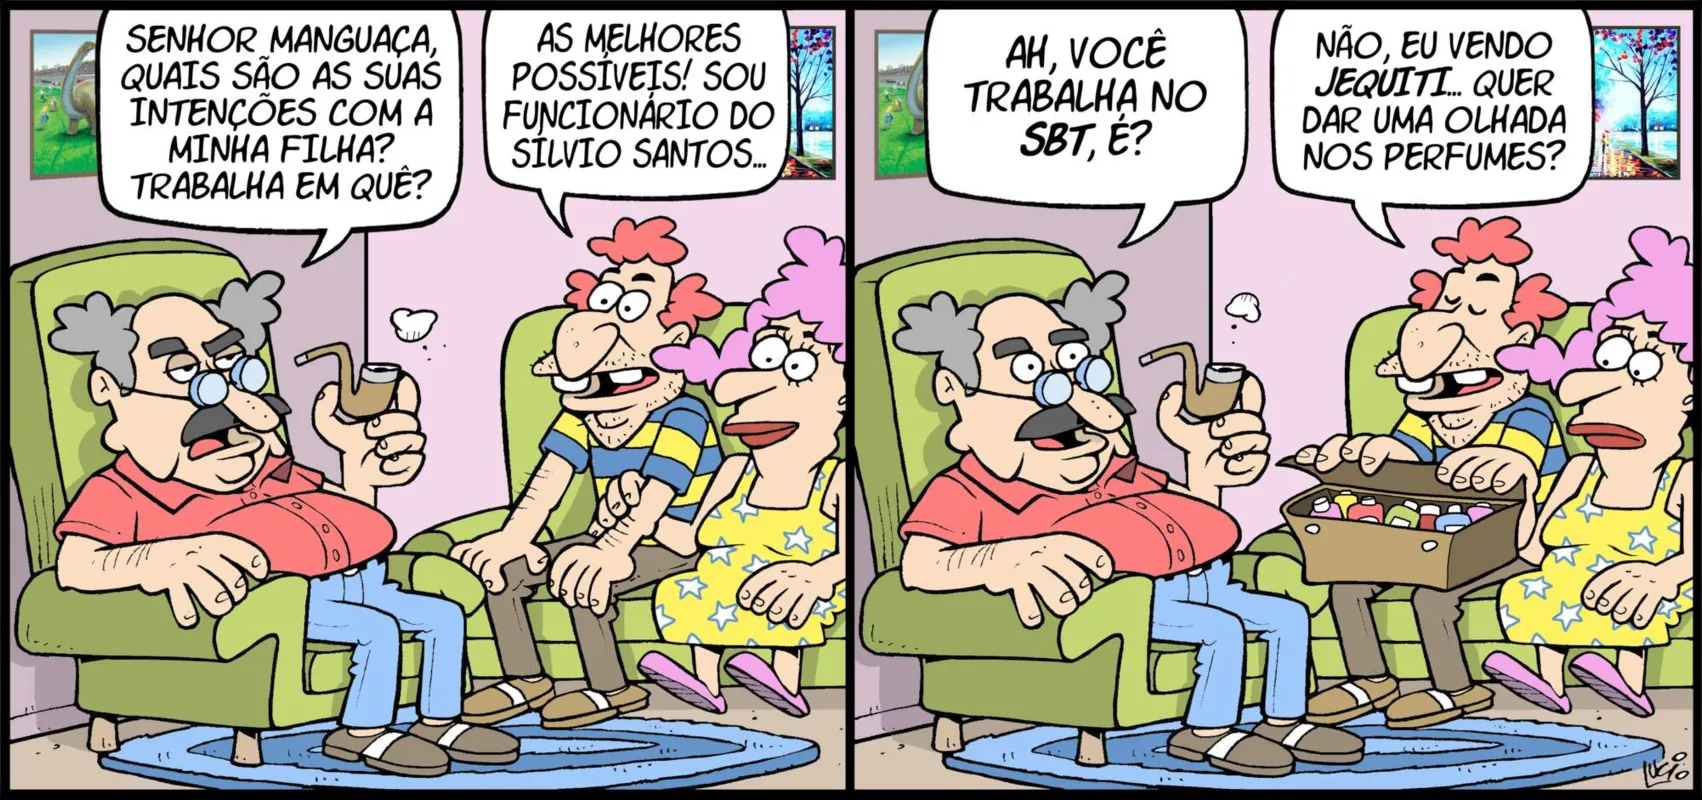 SENHOR MANGUAÇA,
QUAIS SÃO AS SUAS
INTENÇÕES COM A
MINHA FILHA?
TRABALHA EM QUÊ?
AS MELHORES
POSSÍVEIS! SOU
FUNCIONÁRIO DO
SÍLVIO SANTOS...
AH, VOCÊ
TRABALHA NO
SBT, É?
NÃO, EU VENDO
JEQUITI... QUER
DAR UMA OLHADA
NOS PERFUMES?